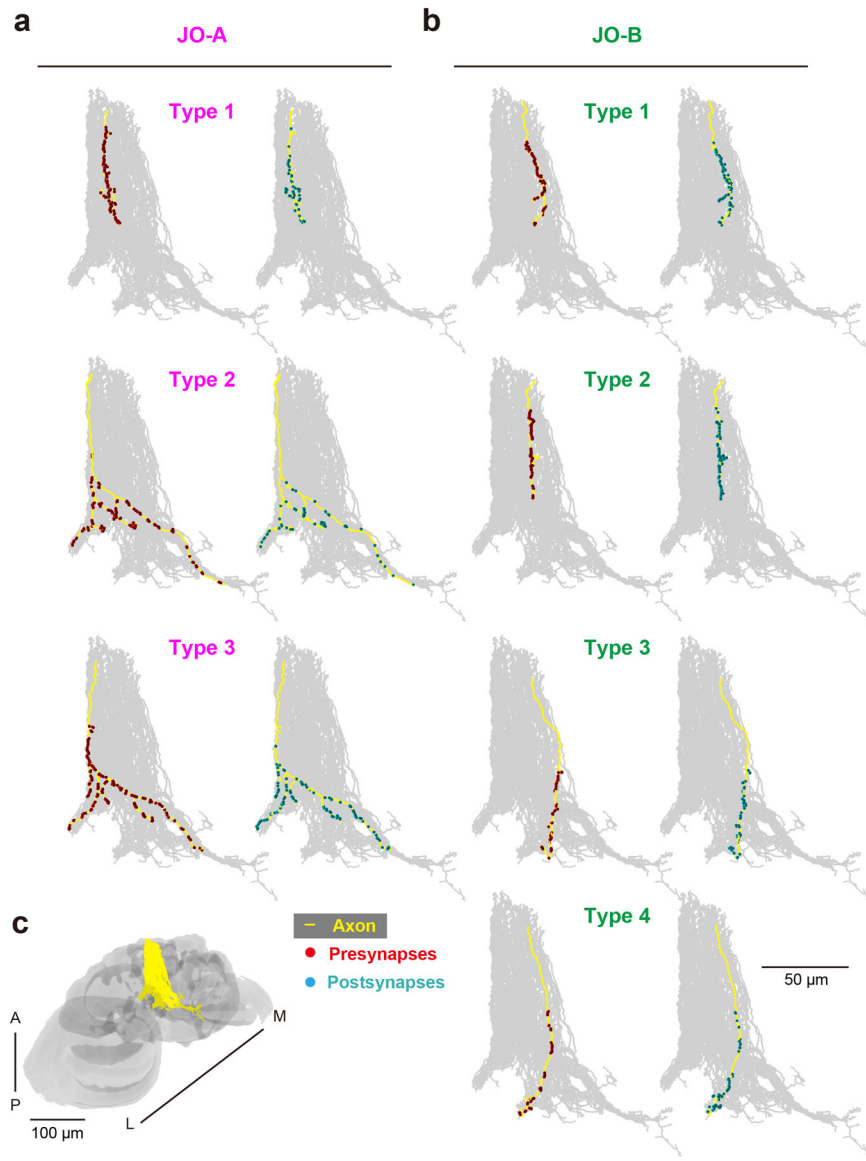 a
JO-A
b
JO-B
Type 1
Type 1
Type 2
Type 2
Type 3
Type 3
Type 4
c
Axon
Presynapses
Postsynapses
A
P
M
L
100 µm
50 µm